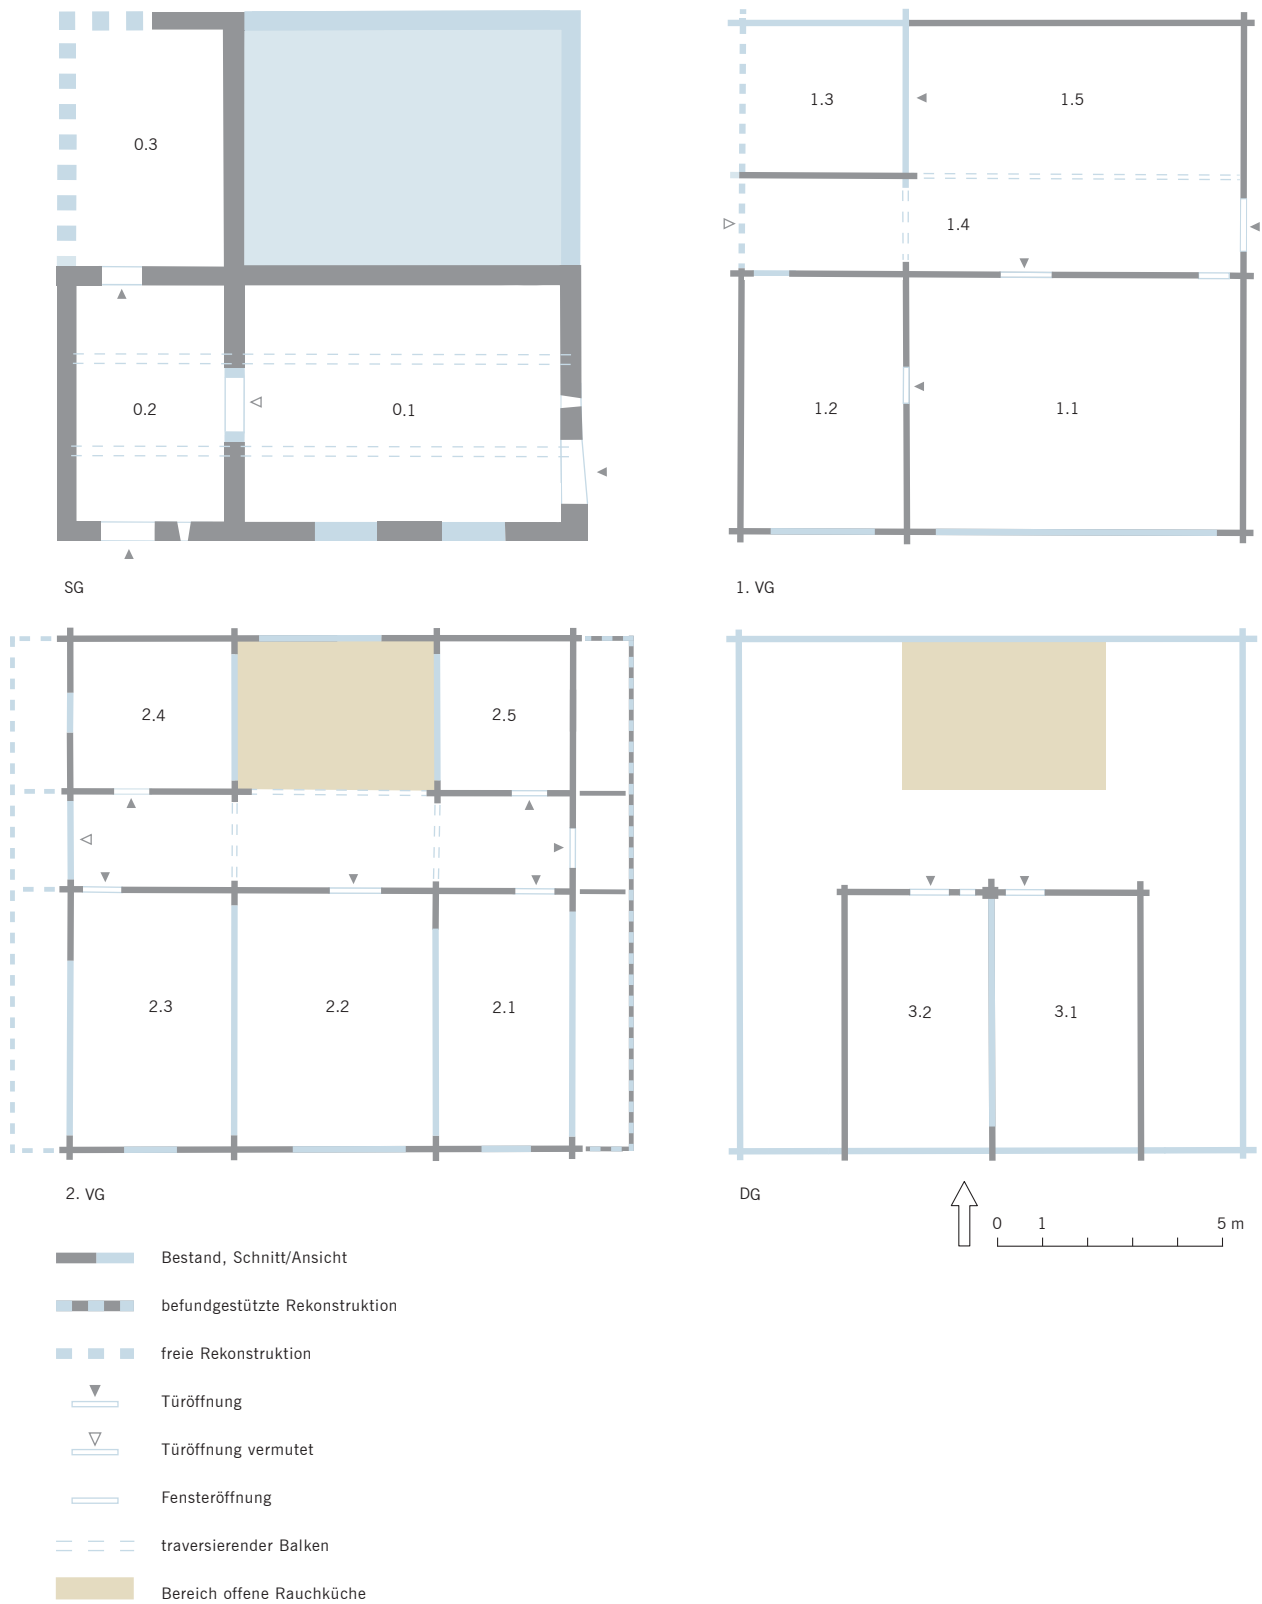 0.3
0.2
0.1
SG
1.3
1.5
1.4
1.2
1.1
1. VG
2.4
2.5
2.3
2.2
2.1
2. VG
3.2
3.1
DG
0 1 5 m
Bestand, Schnitt/Ansicht
befundgestützte Rekonstruktion
freie Rekonstruktion
Türöffnung
Türöffnung vermutet
Fensteröffnung
traversierender Balken
Bereich offene Rauchküche